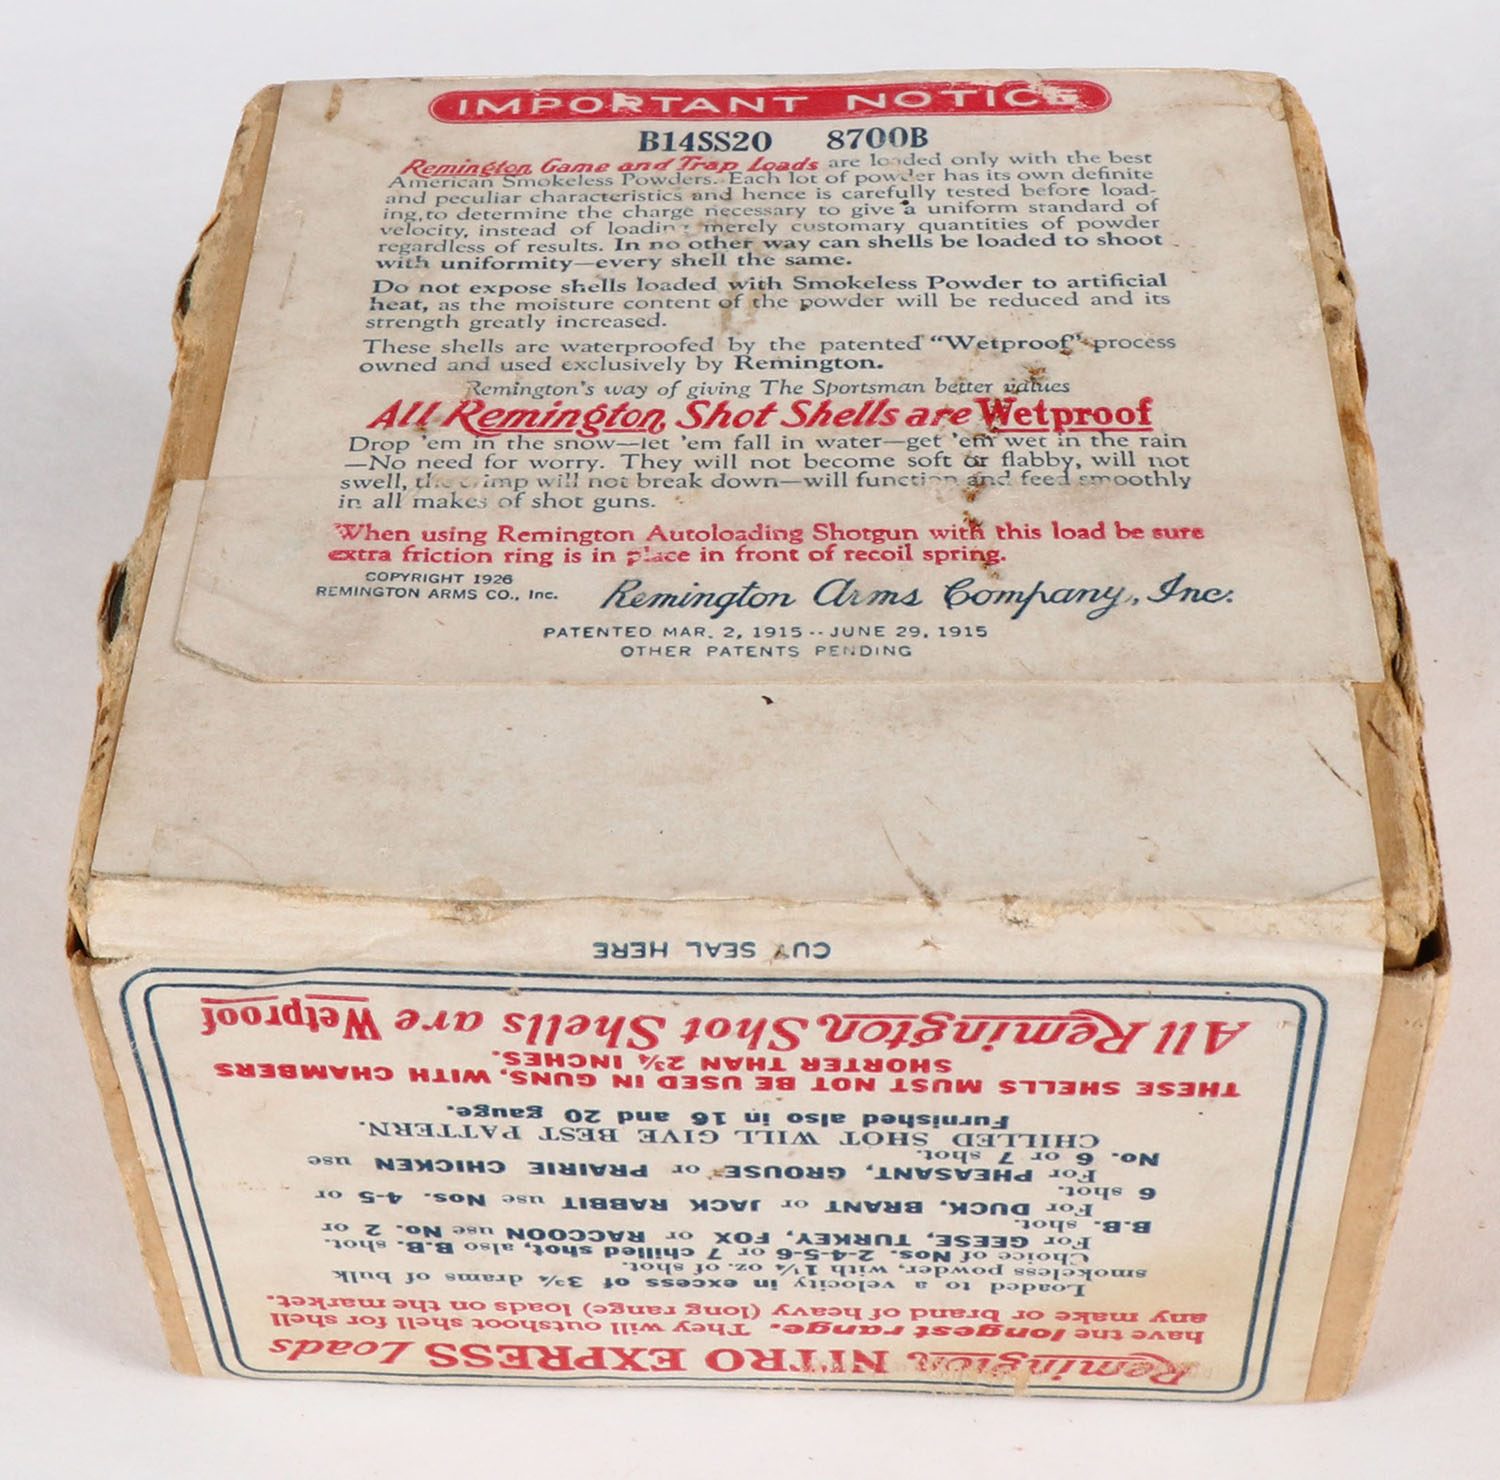 IMPORTANT NOTICE
B14SS20 8700B
Remington Game and Trap Loads are loaded only with the best
American Smokeless Powders. Each lot of powder has its own definite
and peculiar characteristics and hence is carefully tested before load-
ing, to determine the charge necessary to give a uniform standard of
velocity, instead of loading merely customary quantities of powder
regardless of results. In no other way can shells be loaded to shoot
with uniformity—every shell the same.
Do not expose shells loaded with Smokeless Powder to artificial
heat, as the moisture content of the powder will be reduced and its
strength greatly increased.
These shells are waterproofed by the patented "Wetproof" process
owned and used exclusively by Remington.
Remington's way of giving The Sportsman better values
All Remington Shot Shells are Wetproof
Drop 'em in the snow—let 'em fall in water—get 'em wet in the rain
—No need for worry. They will not become soft or flabby, will not
swell, the crimp will not break down—will function and feed smoothly
in all makes of shot guns.
When using Remington Autoloading Shotgun with this load be sure
extra friction ring is in place in front of recoil spring.
COPYRIGHT 1926
REMINGTON ARMS CO., Inc.
Remington Arms Company, Inc.
PATENTED MAR. 2, 1915 -- JUNE 29, 1915
OTHER PATENTS PENDING
CUT SEAL HERE
Remington NITRO EXPRESS Loads
have the longest range. They will outshoot shell for shell
any make or brand of heavy (long range) loads on the market.
Loaded to a velocity in excess of 3¾ drams of bulk
smokeless powder, with 1¼ oz. of shot.
Choice of Nos. 2-4-5-6 or 7 chilled shot, also B.B. shot.
For GEESE, TURKEY, FOX or RACCOON use No. 2 or
B.B. shot.
For DUCK, BRANT or JACK RABBIT use Nos. 4-5 or
6 shot.
For PHEASANT, GROUSE or PRAIRIE CHICKEN use
No. 6 or 7 shot.
CHILLED SHOT WILL GIVE BEST PATTERN.
Furnished also in 16 and 20 gauge.
THESE SHELLS MUST NOT BE USED IN GUNS, WITH CHAMBERS
SHORTER THAN 2¾ INCHES.
All Remington Shot Shells are Wetproof